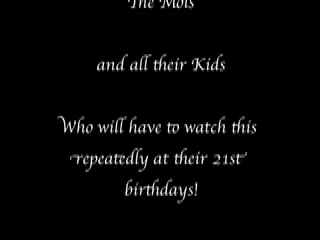 The Mols
and all their Kids
Who will have to watch this
repeatedly at their 21st
birthdays!